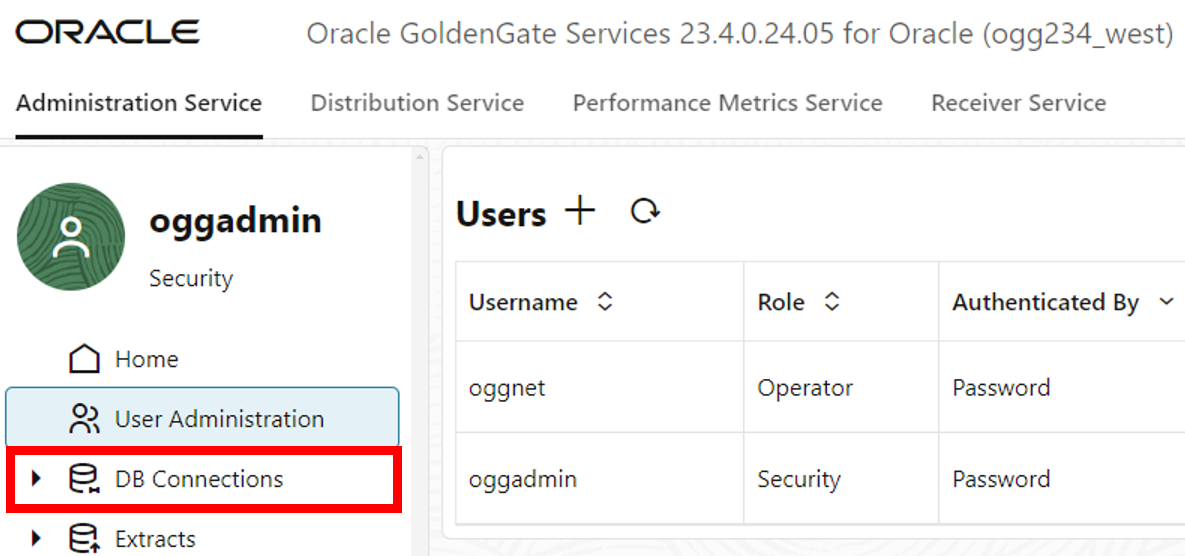 ORACLE Oracle GoldenGate Services 23.4.0.24.05 for Oracle (ogg234_west)
Administration Service Distribution Service Performance Metrics Service Receiver Service
oggadmin
Security
Home
User Administration
DB Connections
Extracts
Users
Username Role Authenticated By
oggnet Operator Password
oggadmin Security Password